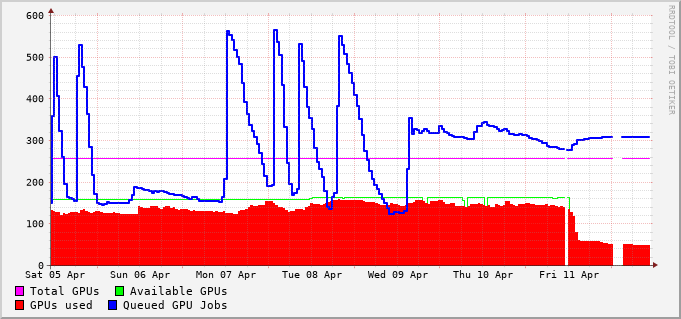 600
500
400
300
200
100
0
Sat 05 Apr Sun 06 Apr Mon 07 Apr Tue 08 Apr Wed 09 Apr Thu 10 Apr Fri 11 Apr
Total GPUs Available GPUs
GPUs used Queued GPU Jobs
RRDTOOL / TOBI OETIKER